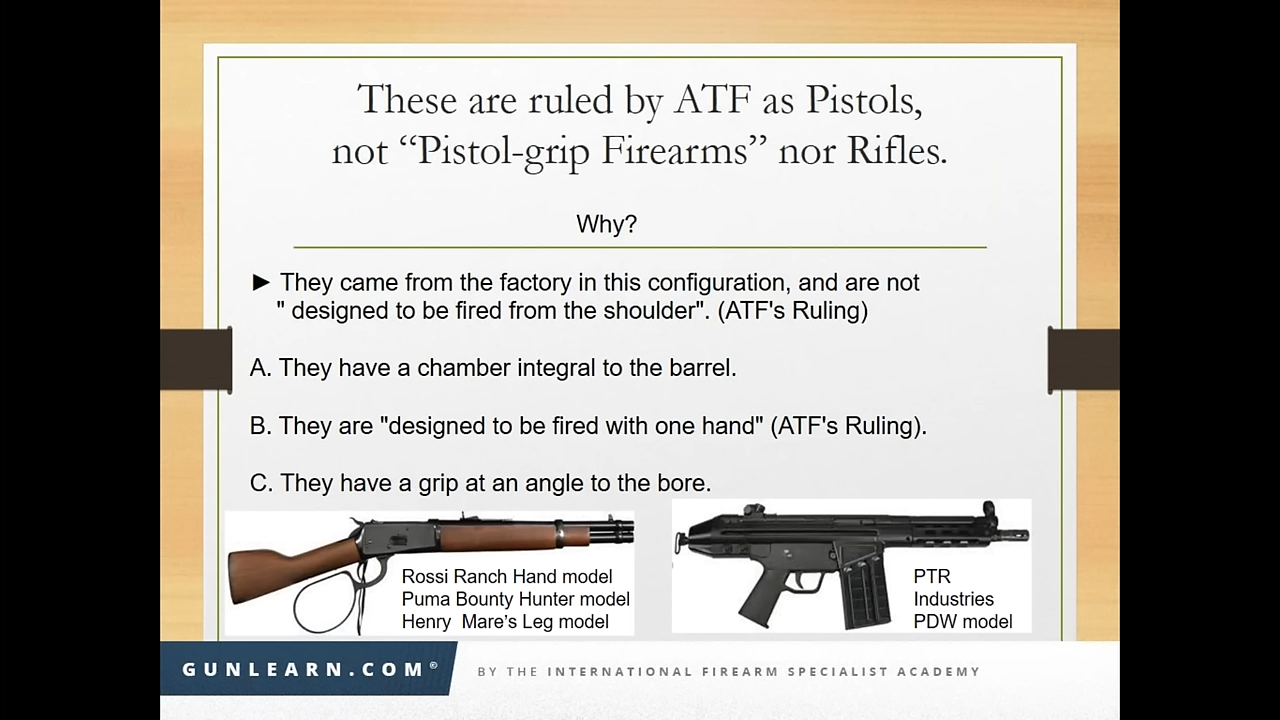 These are ruled by ATF as Pistols,
not “Pistol-grip Firearms” nor Rifles.
Why?
► They came from the factory in this configuration, and are not
" designed to be fired from the shoulder". (ATF's Ruling)
A. They have a chamber integral to the barrel.
B. They are "designed to be fired with one hand" (ATF's Ruling).
C. They have a grip at an angle to the bore.
Rossi Ranch Hand model
Puma Bounty Hunter model
Henry Mare’s Leg model
PTR
Industries
PDW model
GUNLEARN.COM©
BY THE INTERNATIONAL FIREARM SPECIALIST ACADEMY